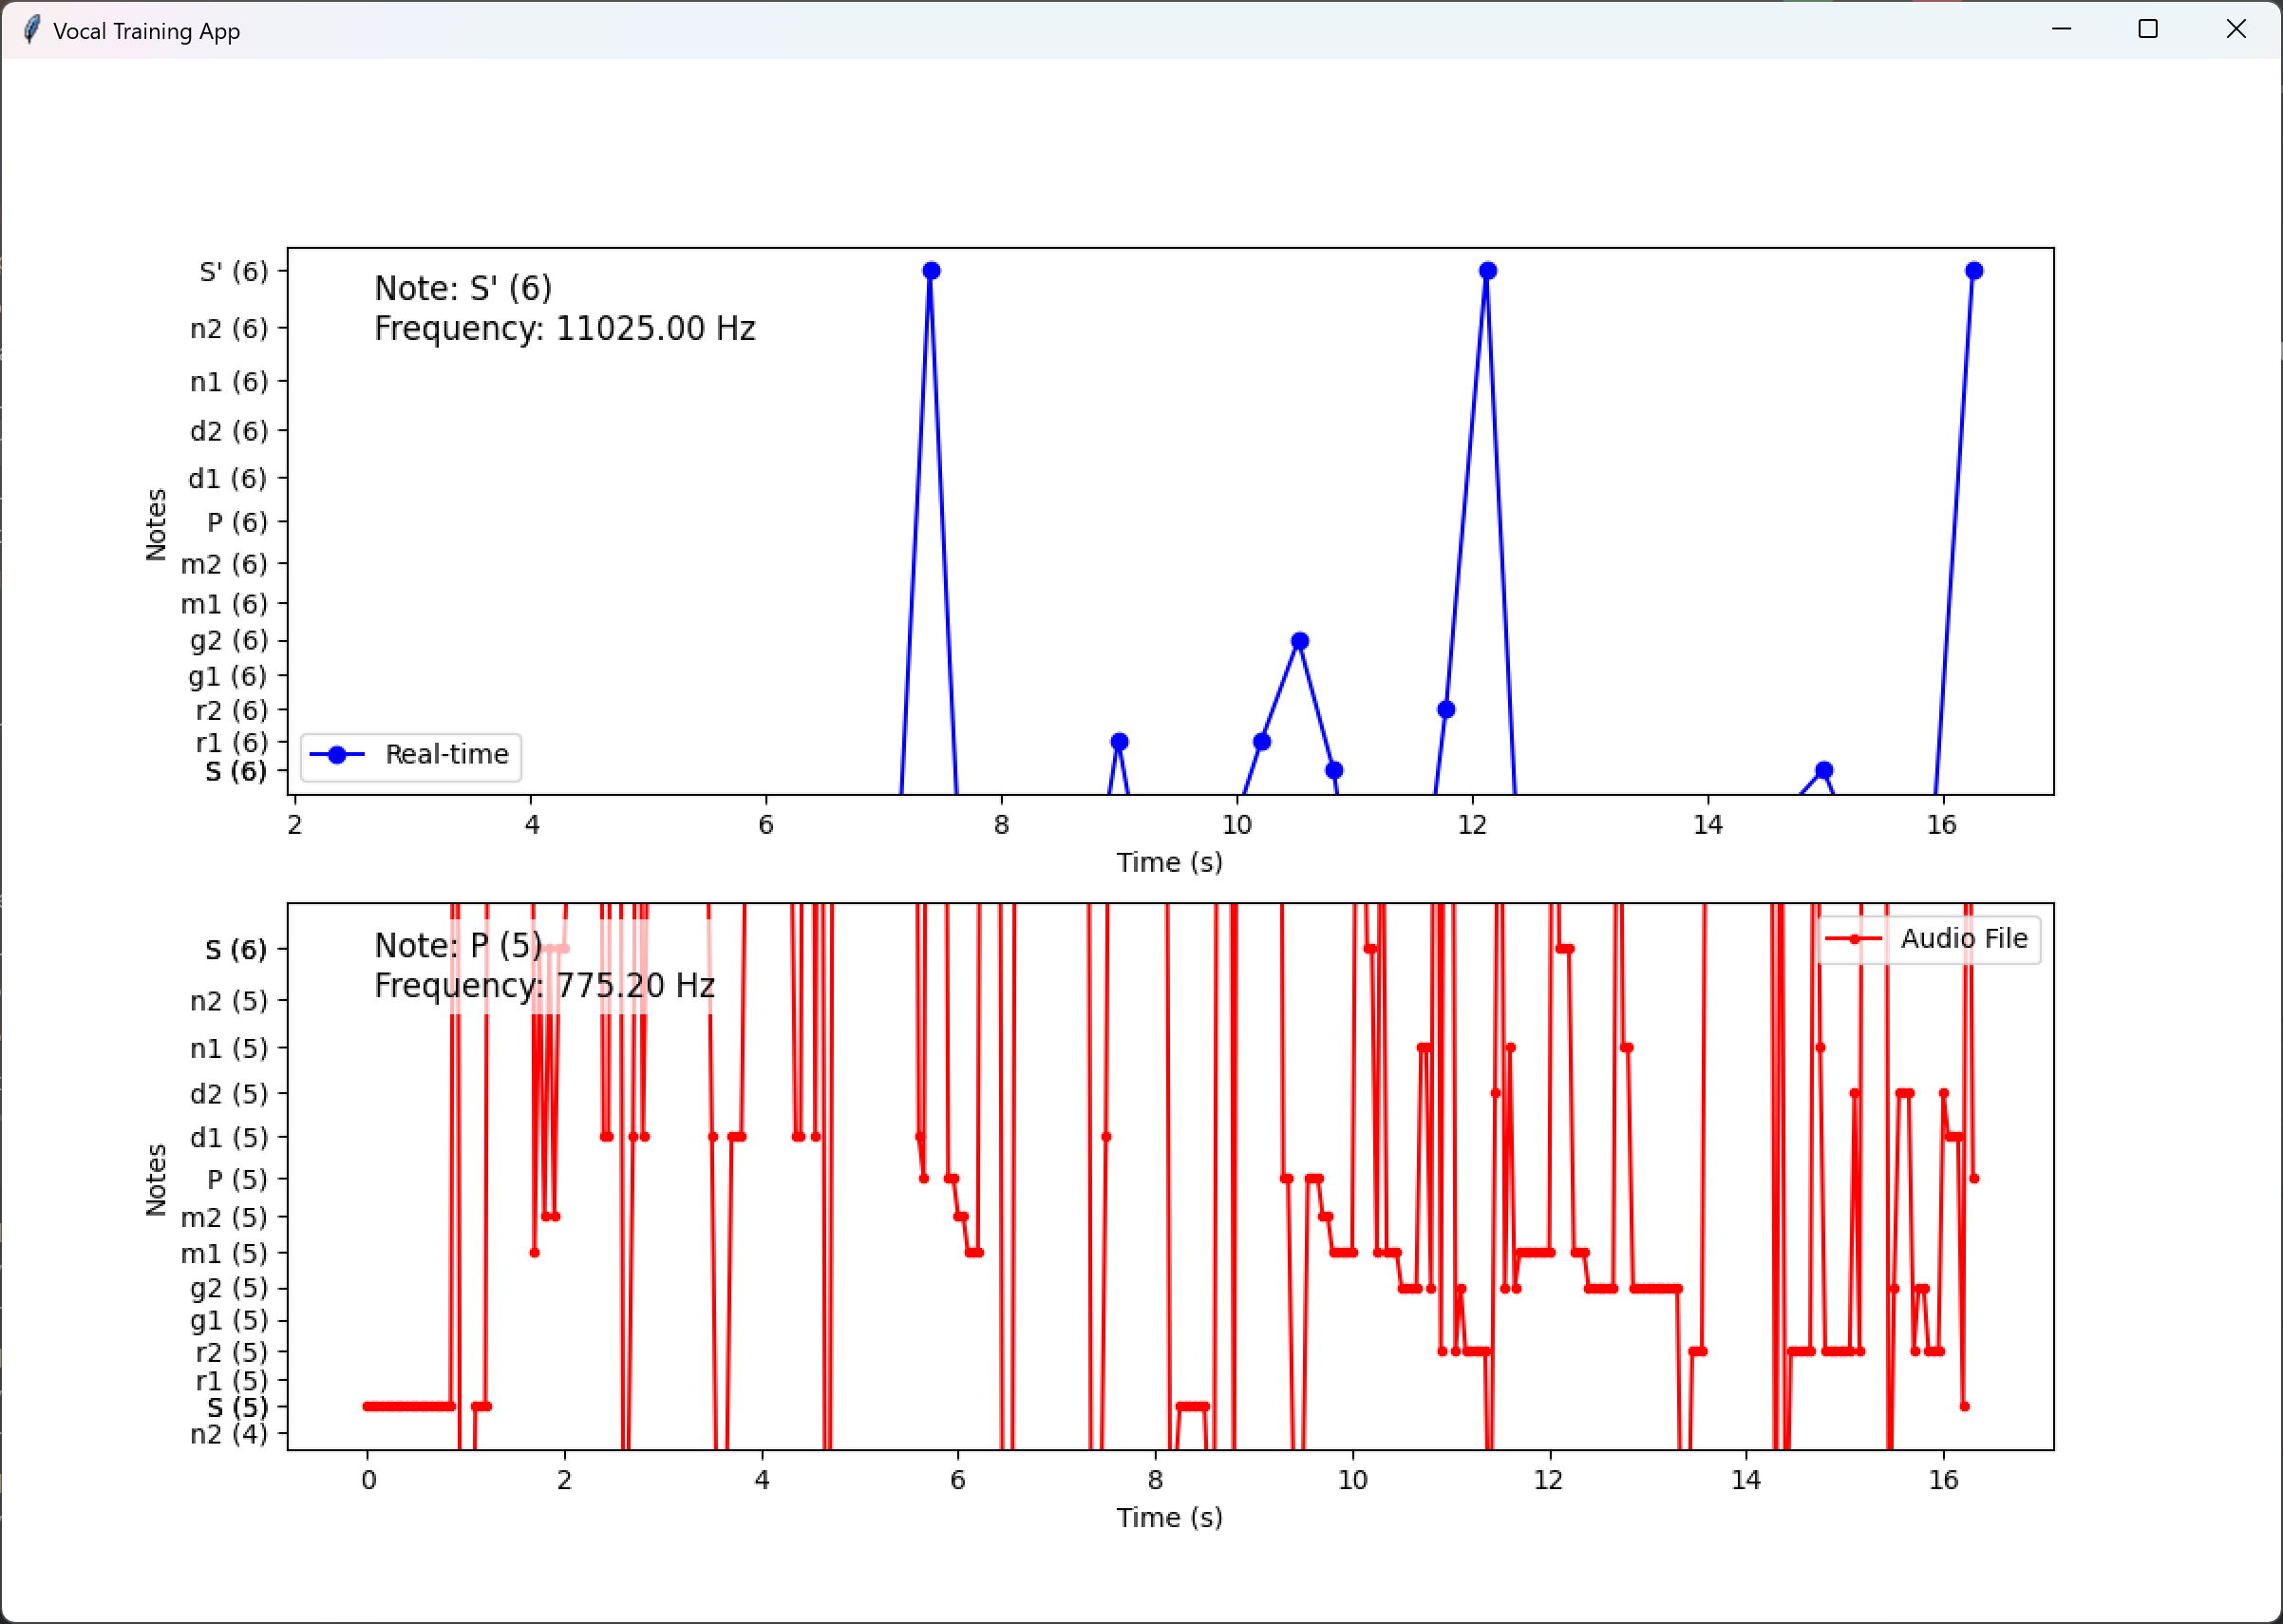 Vocal Training App
S' (6)
n2 (6)
n1 (6)
d2 (6)
d1 (6)
P (6)
m2 (6)
m1 (6)
g2 (6)
g1 (6)
r2 (6)
r1 (6)
S (6)
Notes
Note: S' (6)
Frequency: 11025.00 Hz
Real-time
2 4 6 8 10 12 14 16
Time (s)
S (6)
n2 (5)
n1 (5)
d2 (5)
d1 (5)
P (5)
m2 (5)
m1 (5)
g2 (5)
g1 (5)
r2 (5)
r1 (5)
S (5)
n2 (4)
Notes
Note: P (5)
Frequency: 775.20 Hz
Audio File
0 2 4 6 8 10 12 14 16
Time (s)